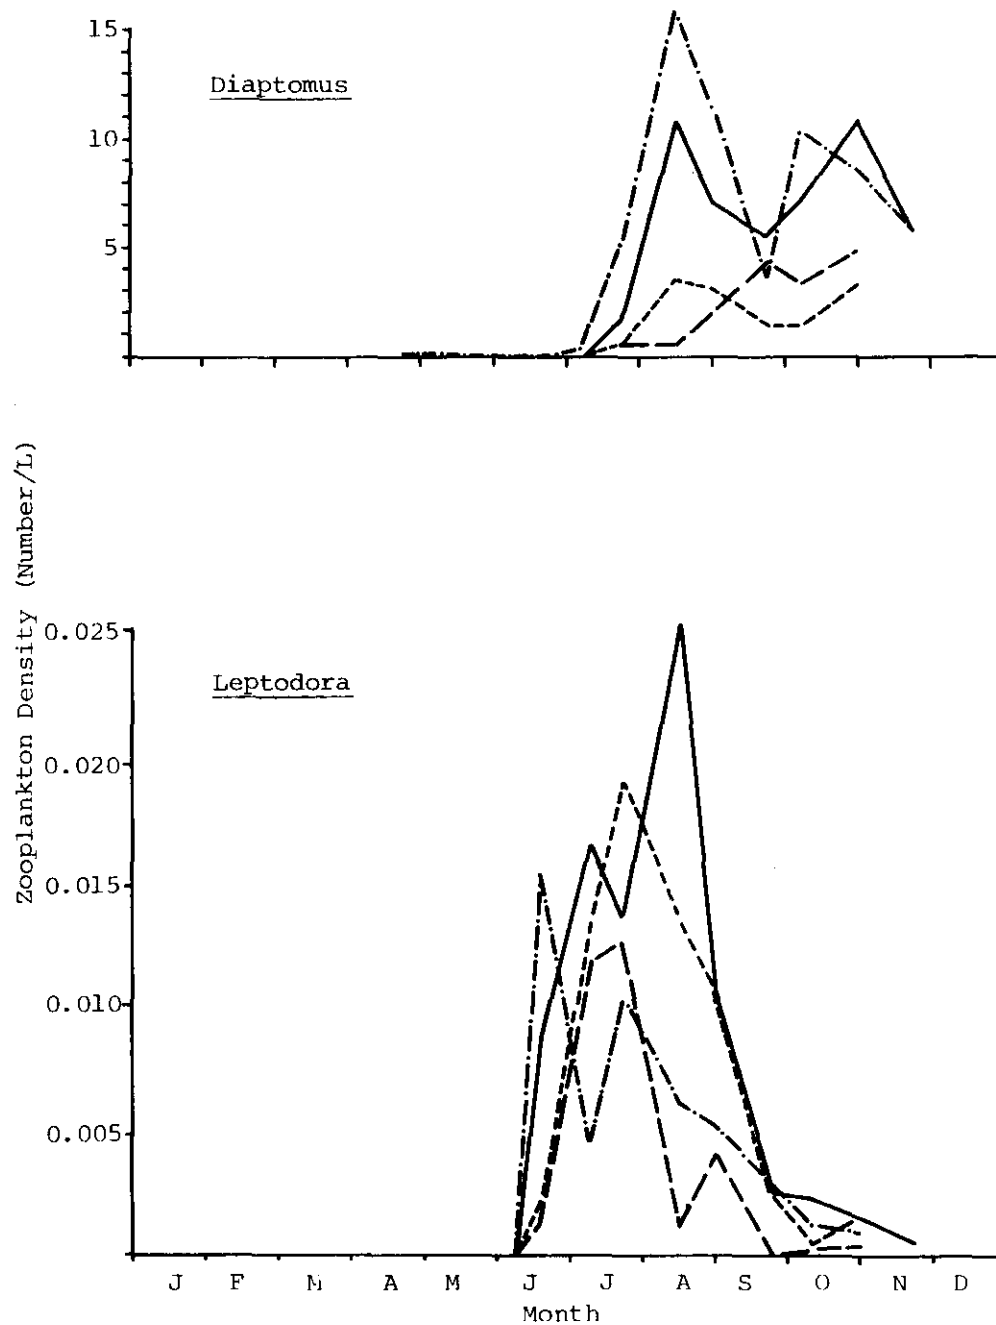 15
Diaptomus
10
5
Zooplankton Density (Number/L)
0.025
Leptodora
0.020
0.015
0.010
0.005
J F M A M J J A S O N D
Month